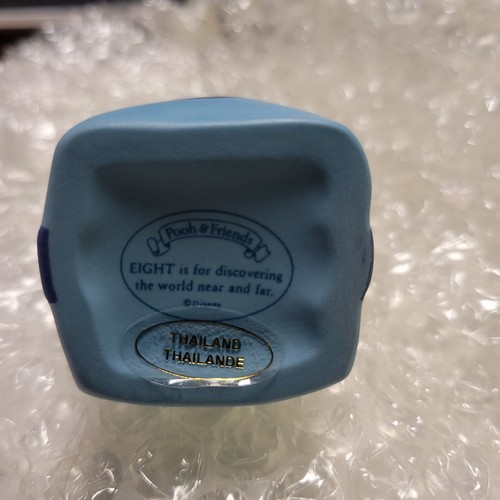 Pooh & Friends
EIGHT is for discovering
the world near and far.
© Disney
THAILAND
THAILANDE